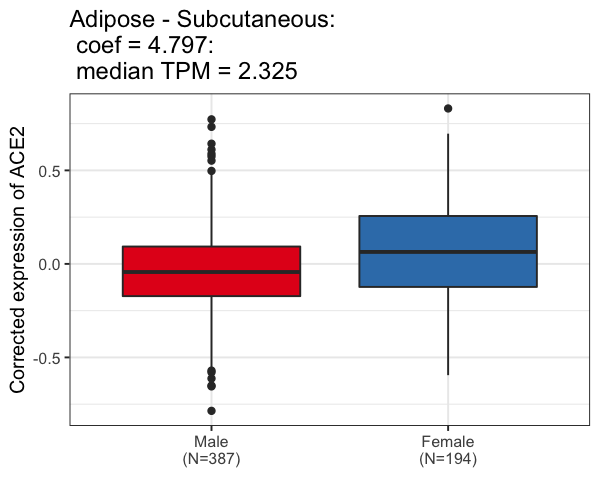 Adipose - Subcutaneous:
coef = 4.797:
median TPM = 2.325
Corrected expression of ACE2
0.5
0.0
-0.5
Male
(N=387)
Female
(N=194)